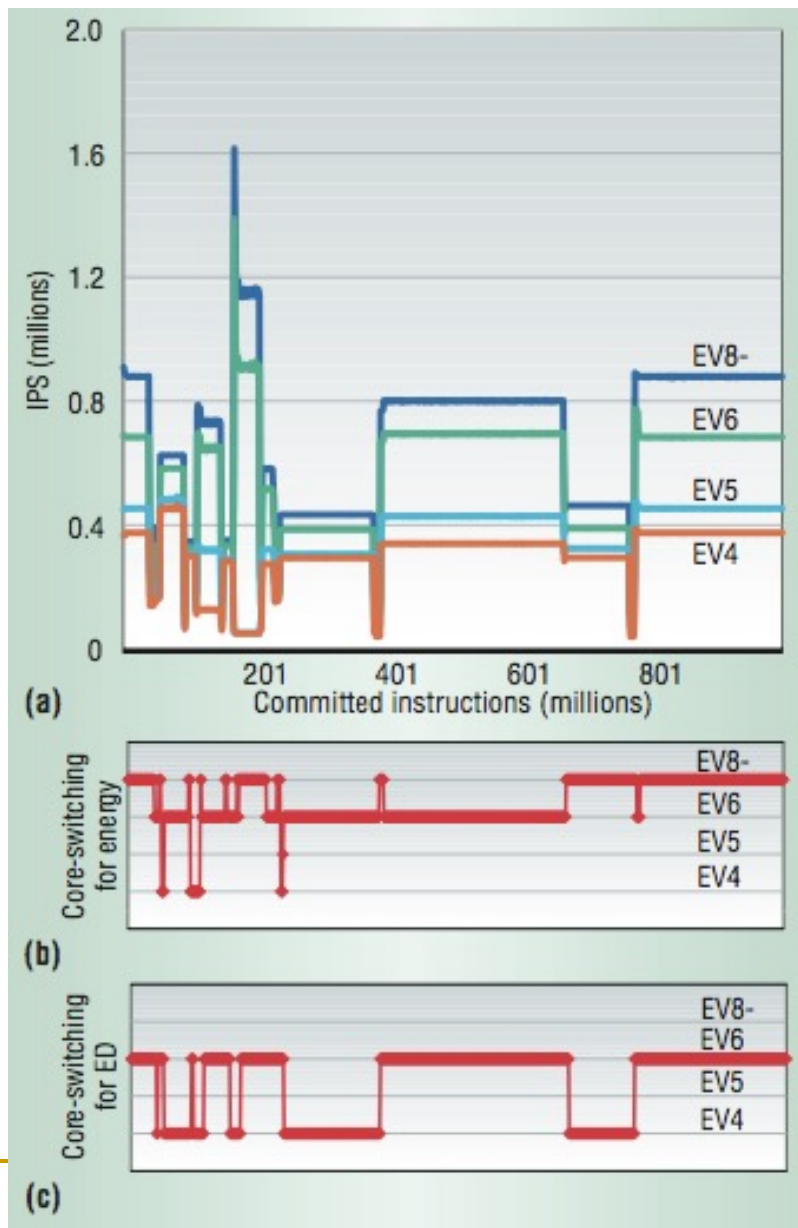 2.0
1.6
1.2
0.8
0.4
0
IPS (millions)
EV8-
EV6
EV5
EV4
201 401 601 801
Committed instructions (millions)
(a)
Core-switching
for energy
EV8-
EV6
EV5
EV4
(b)
Core-switching
for ED
EV8-
EV6
EV5
EV4
(c)